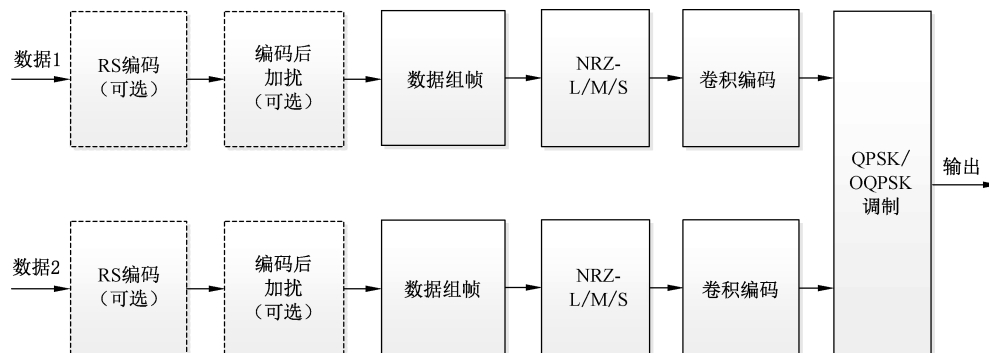 数据1
RS编码
（可选）
编码后
加扰
（可选）
数据组帧
NRZ-
L/M/S
卷积编码
QPSK/
OQPSK
调制
输出
数据2
RS编码
（可选）
编码后
加扰
（可选）
数据组帧
NRZ-
L/M/S
卷积编码